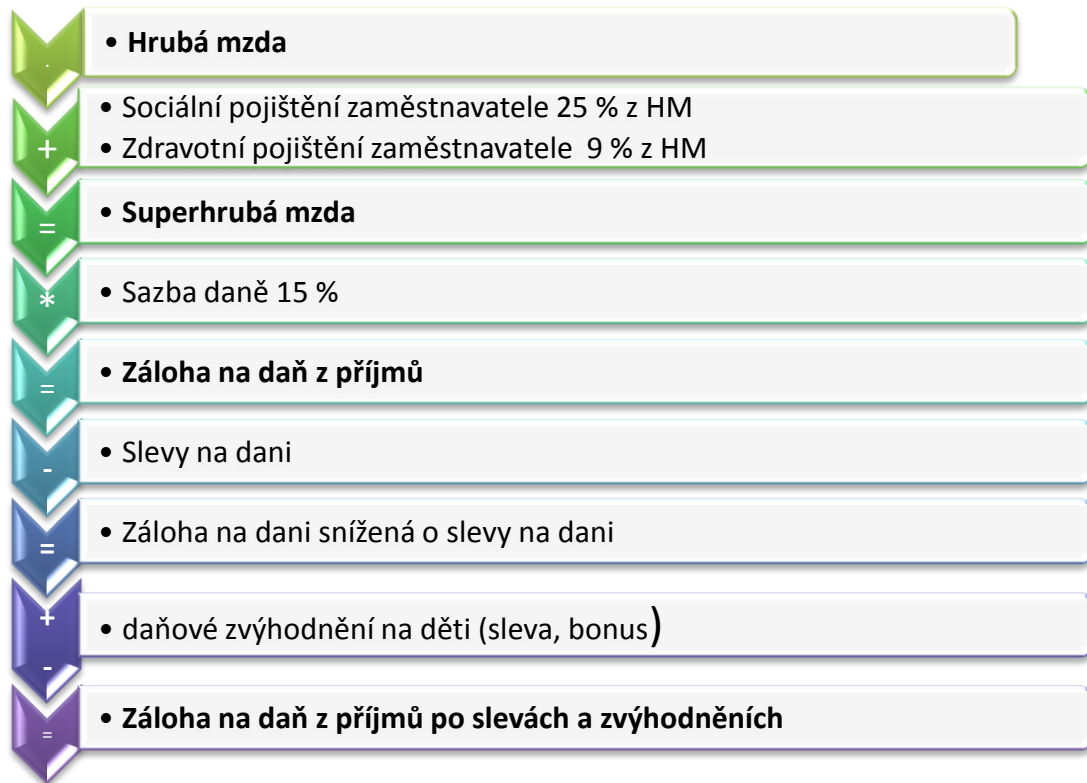 .
• Hrubá mzda
+
• Sociální pojištění zaměstnavatele 25 % z HM
• Zdravotní pojištění zaměstnavatele  9 % z HM
=
• Superhrubá mzda
*
• Sazba daně 15 %
=
• Záloha na daň z příjmů
-
• Slevy na dani
=
• Záloha na dani snížená o slevy na dani
+
-
• daňové zvýhodnění na děti (sleva, bonus)
=
• Záloha na daň z příjmů po slevách a zvýhodněních